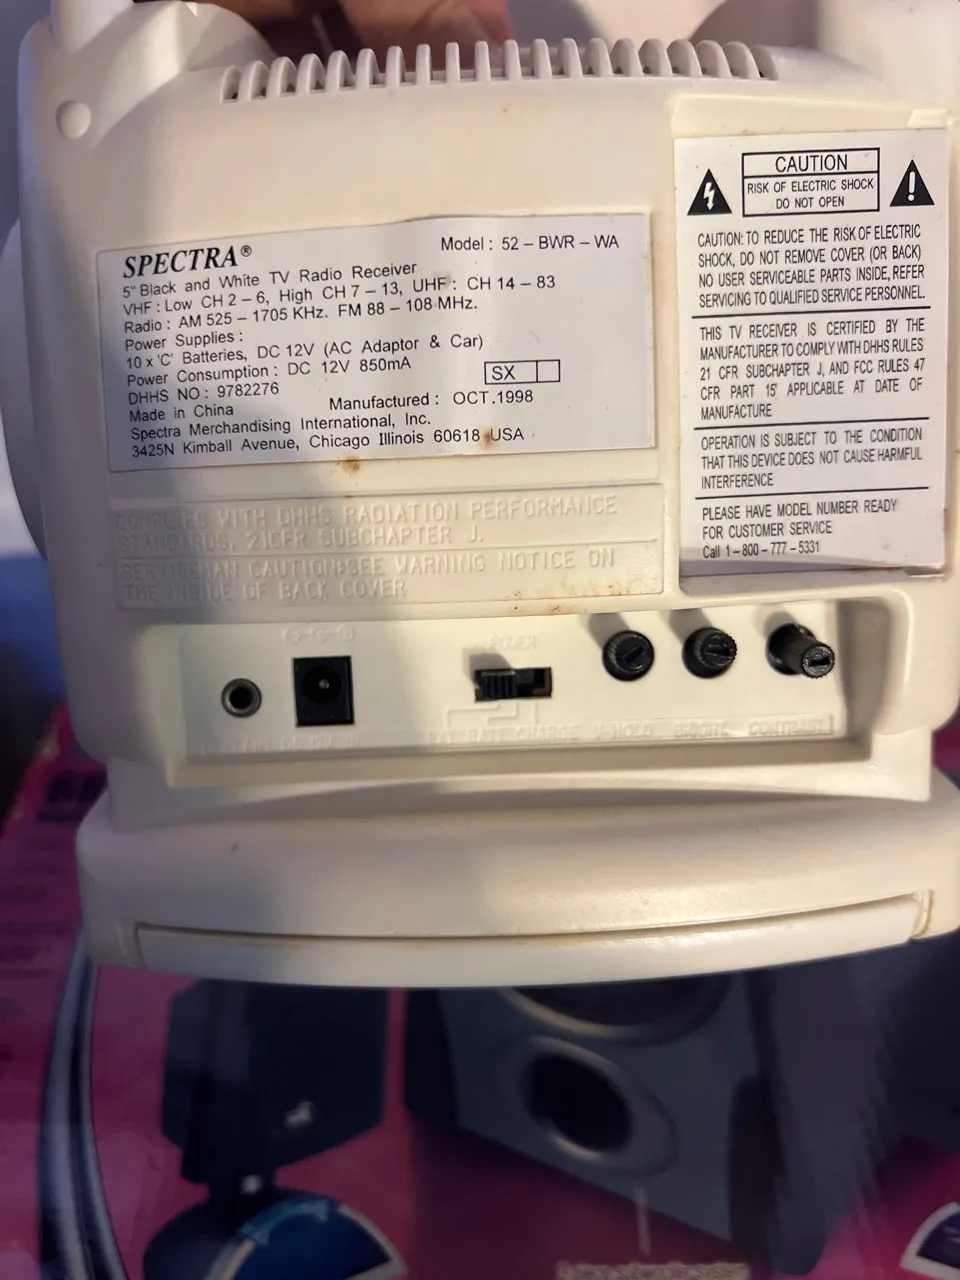 SPECTRA®
Model : 52 – BWR – WA
5" Black and White TV Radio Receiver
VHF : Low CH 2 – 6, High CH 7 – 13, UHF : CH 14 – 83
Radio : AM 525 – 1705 KHz. FM 88 – 108 MHz.
Power Supplies :
10 x 'C' Batteries, DC 12V (AC Adaptor & Car)
Power Consumption : DC 12V 850mA
SX
DHHS NO : 9782276
Made in China
Manufactured : OCT.1998
Spectra Merchandising International, Inc.
3425N Kimball Avenue, Chicago Illinois 60618 USA
COMPLIES WITH DHHS RADIATION PERFORMANCE
STANDARDS, 21CFR SUBCHAPTER J.
SERVICEMAN CAUTION:SEE WARNING NOTICE ON
THE INSIDE OF BACK COVER
CAUTION
RISK OF ELECTRIC SHOCK
DO NOT OPEN
CAUTION: TO REDUCE THE RISK OF ELECTRIC
SHOCK, DO NOT REMOVE COVER (OR BACK)
NO USER SERVICEABLE PARTS INSIDE, REFER
SERVICING TO QUALIFIED SERVICE PERSONNEL.
THIS TV RECEIVER IS CERTIFIED BY THE
MANUFACTURER TO COMPLY WITH DHHS RULES
21 CFR SUBCHAPTER J, AND FCC RULES 47
CFR PART 15 APPLICABLE AT DATE OF
MANUFACTURE
OPERATION IS SUBJECT TO THE CONDITION
THAT THIS DEVICE DOES NOT CAUSE HARMFUL
INTERFERENCE
PLEASE HAVE MODEL NUMBER READY
FOR CUSTOMER SERVICE
Call 1 – 800 – 777 – 5331
POWER
DC 12V BATT CHARGE V-HOLD BRIGHT CONTRAST